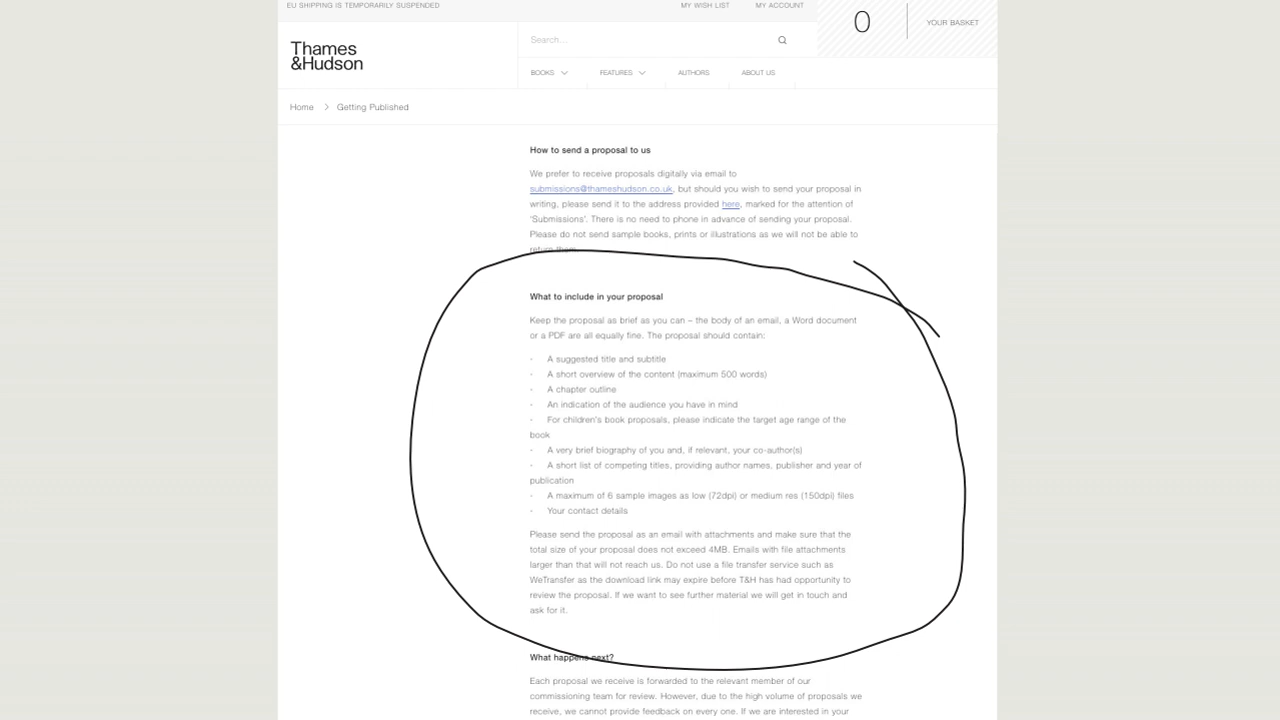 EU SHIPPING IS TEMPORARILY SUSPENDED
MY WISH LIST
MY ACCOUNT
0
YOUR BASKET
Thames
&Hudson
Search...
BOOKS
FEATURES
AUTHORS
ABOUT US
Home
Getting Published
How to send a proposal to us
We prefer to receive proposals digitally via email to
submissions@thameshudson.co.uk, but should you wish to send your proposal in
writing, please send it to the address provided here, marked for the attention of
'Submissions'. There is no need to phone in advance of sending your proposal.
Please do not send sample books, prints or illustrations as we will not be able to
return them.
What to include in your proposal
Keep the proposal as brief as you can – the body of an email, a Word document
or a PDF are all equally fine. The proposal should contain:
- A suggested title and subtitle
- A short overview of the content (maximum 500 words)
- A chapter outline
- An indication of the audience you have in mind
- For children's book proposals, please indicate the target age range of the
book
- A very brief biography of you and, if relevant, your co-author(s)
- A short list of competing titles, providing author names, publisher and year of
publication
- A maximum of 6 sample images as low (72dpi) or medium res (150dpi) files
- Your contact details
Please send the proposal as an email with attachments and make sure that the
total size of your proposal does not exceed 4MB. Emails with file attachments
larger than that will not reach us. Do not use a file transfer service such as
WeTransfer as the download link may expire before T&H has had opportunity to
review the proposal. If we want to see further material we will get in touch and
ask for it.
What happens next?
Each proposal we receive is forwarded to the relevant member of our
commissioning team for review. However, due to the high volume of proposals we
receive, we cannot provide feedback on every one. If we are interested in your